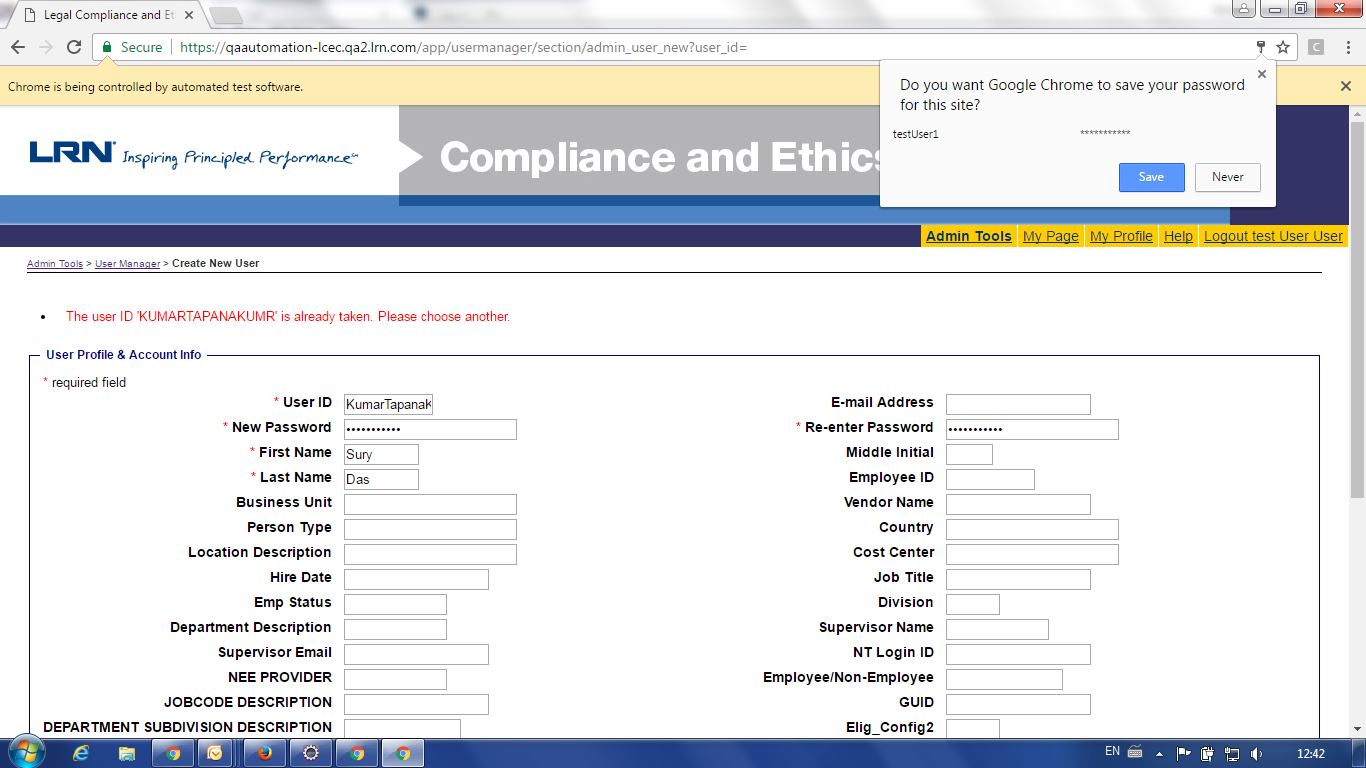 Legal Compliance and Et
Secure https://qaautomation-lcec.qa2.lrn.com/app/usermanager/section/admin_user_new?user_id=
C
Chrome is being controlled by automated test software.
Do you want Google Chrome to save your password
for this site?
testUser1 ***********
Save Never
LRN Inspiring Principled Performance℠
Compliance and Ethics
Admin Tools My Page My Profile Help Logout test User User
Admin Tools > User Manager > Create New User
• The user ID 'KUMARTAPANAKUMR' is already taken. Please choose another.
User Profile & Account Info
* required field
* User ID KumarTapanaK E-mail Address
* New Password ••••••••••• * Re-enter Password •••••••••••
* First Name Sury Middle Initial
* Last Name Das Employee ID
Business Unit Vendor Name
Person Type Country
Location Description Cost Center
Hire Date Job Title
Emp Status Division
Department Description Supervisor Name
Supervisor Email NT Login ID
NEE PROVIDER Employee/Non-Employee
JOBCODE DESCRIPTION GUID
DEPARTMENT SUBDIVISION DESCRIPTION Elig_Config2
EN 12:42